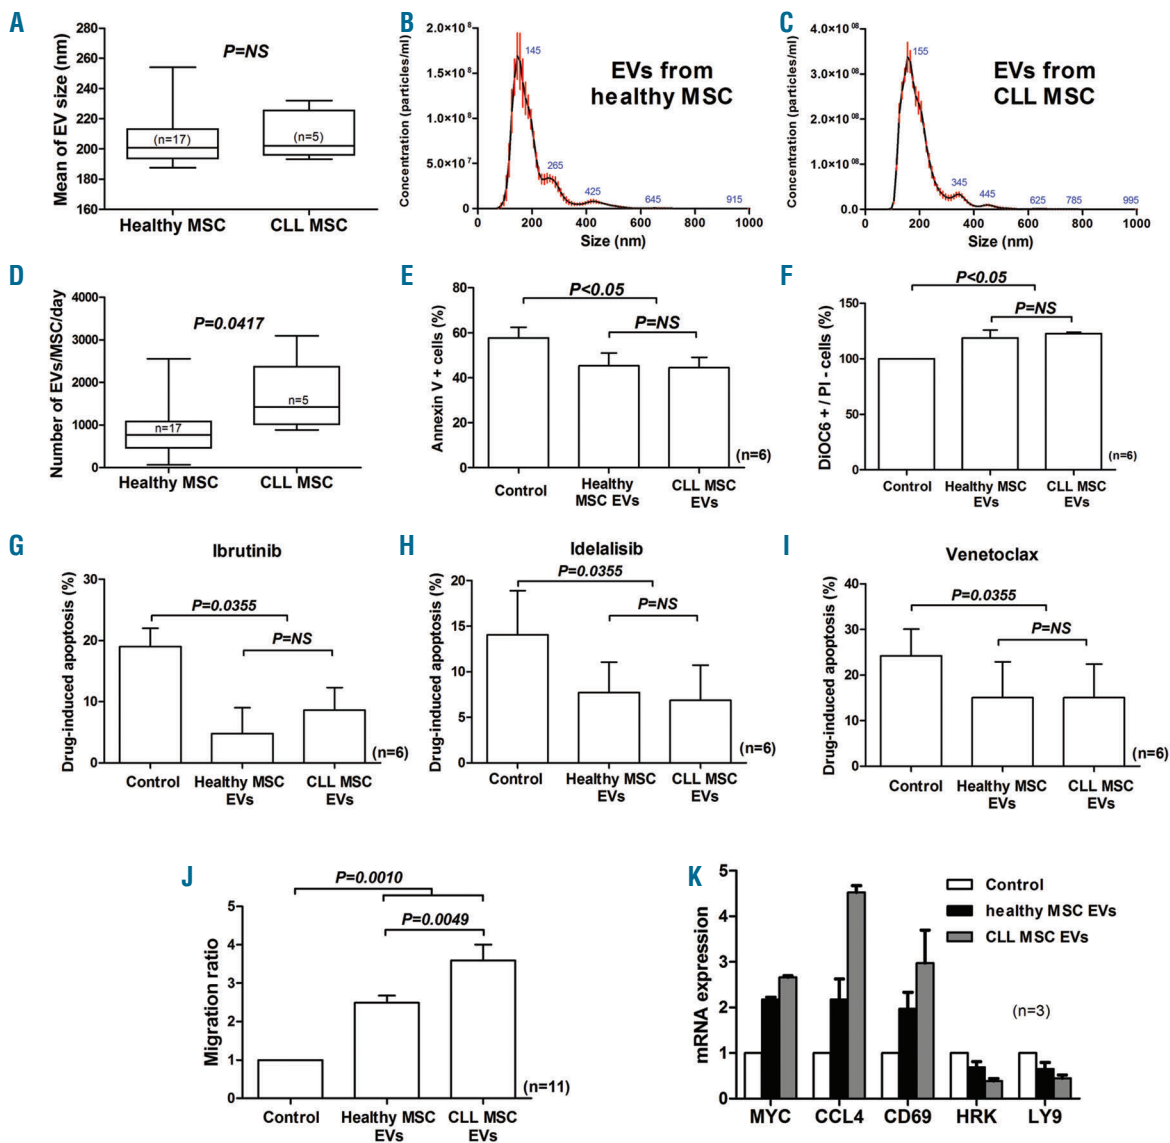 A
Mean of EV size (nm)
260
240
220
200
180
160
P=NS
(n=17)
(n=5)
Healthy MSC
CLL MSC
B
Concentration (particles/ml)
2.0×10⁸
1.5×10⁸
1.0×10⁸
5.0×10⁷
0
145
265
425
645
915
EVs from
healthy MSC
0
200
400
600
800
1000
Size (nm)
C
Concentration (particles/ml)
4.0×10⁰⁸
3.0×10⁰⁸
2.0×10⁰⁸
1.0×10⁰⁸
0.0
155
345
445
625
785
995
EVs from
CLL MSC
0
200
400
600
800
1000
Size (nm)
D
Number of EVs/MSC/day
4000
3000
2000
1000
0
P=0.0417
n=17
n=5
Healthy MSC
CLL MSC
E
Annexin V + cells (%)
80
60
40
20
0
P<0.05
P=NS
(n=6)
Control
Healthy
MSC EVs
CLL MSC
EVs
F
DiOC6 + / PI - cells (%)
150
100
50
0
P<0.05
P=NS
(n=6)
Control
Healthy MSC
EVs
CLL MSC
EVs
G
Ibrutinib
Drug-induced apoptosis (%)
30
20
10
0
P=0.0355
P=NS
(n=6)
Control
Healthy MSC
EVs
CLL MSC
EVs
H
Idelalisib
Drug-induced apoptosis (%)
20
15
10
5
0
P=0.0355
P=NS
(n=6)
Control
Healthy MSC
EVs
CLL MSC
EVs
I
Venetoclax
Drug-induced apoptosis (%)
40
30
20
10
0
P=0.0355
P=NS
(n=6)
Control
Healthy MSC
EVs
CLL MSC
EVs
J
Migration ratio
5
4
3
2
1
0
P=0.0010
P=0.0049
(n=11)
Control
Healthy MSC
EVs
CLL MSC
EVs
K
mRNA expression
5
4
3
2
1
0
Control
healthy MSC EVs
CLL MSC EVs
(n=3)
MYC
CCL4
CD69
HRK
LY9